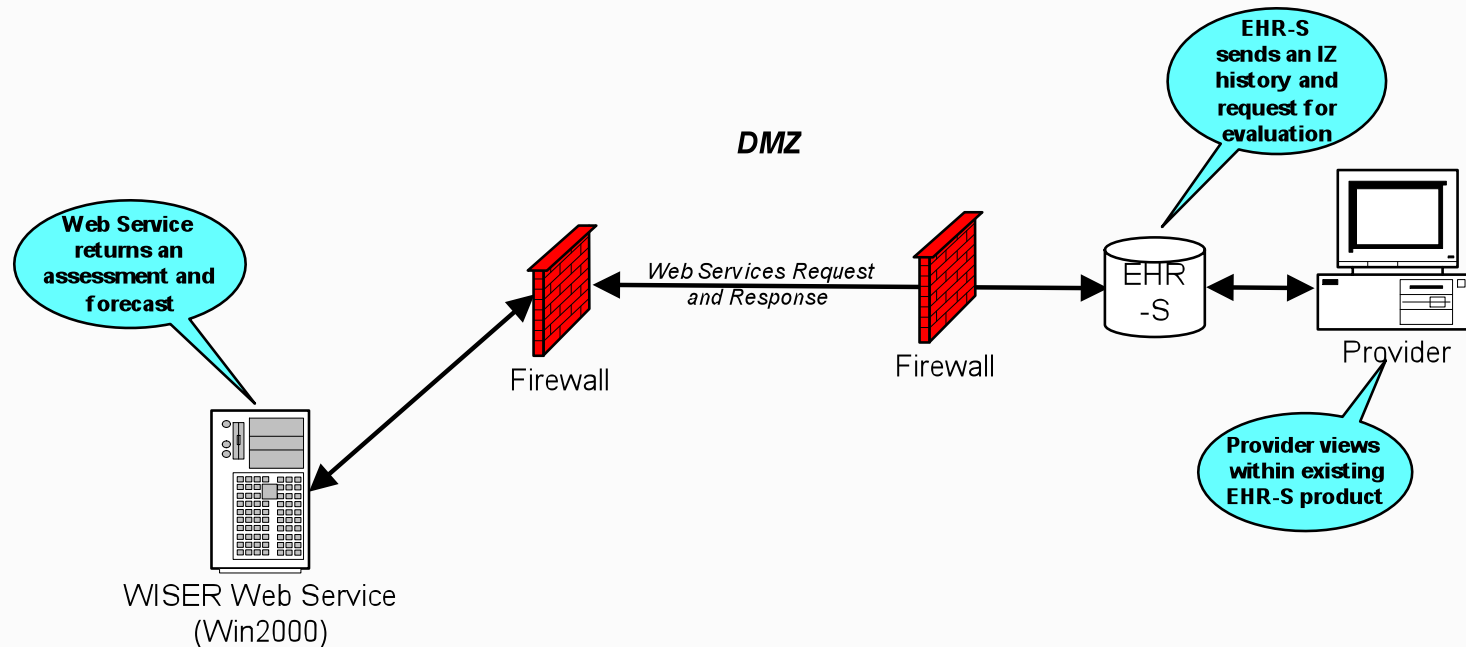 EHR-S
sends an IZ
history and
request for
evaluation
DMZ
Web Service
returns an
assessment and
forecast
Web Services Request
and Response
EHR
-S
Firewall
Firewall
Provider
Provider views
within existing
EHR-S product
WISER Web Service
(Win2000)